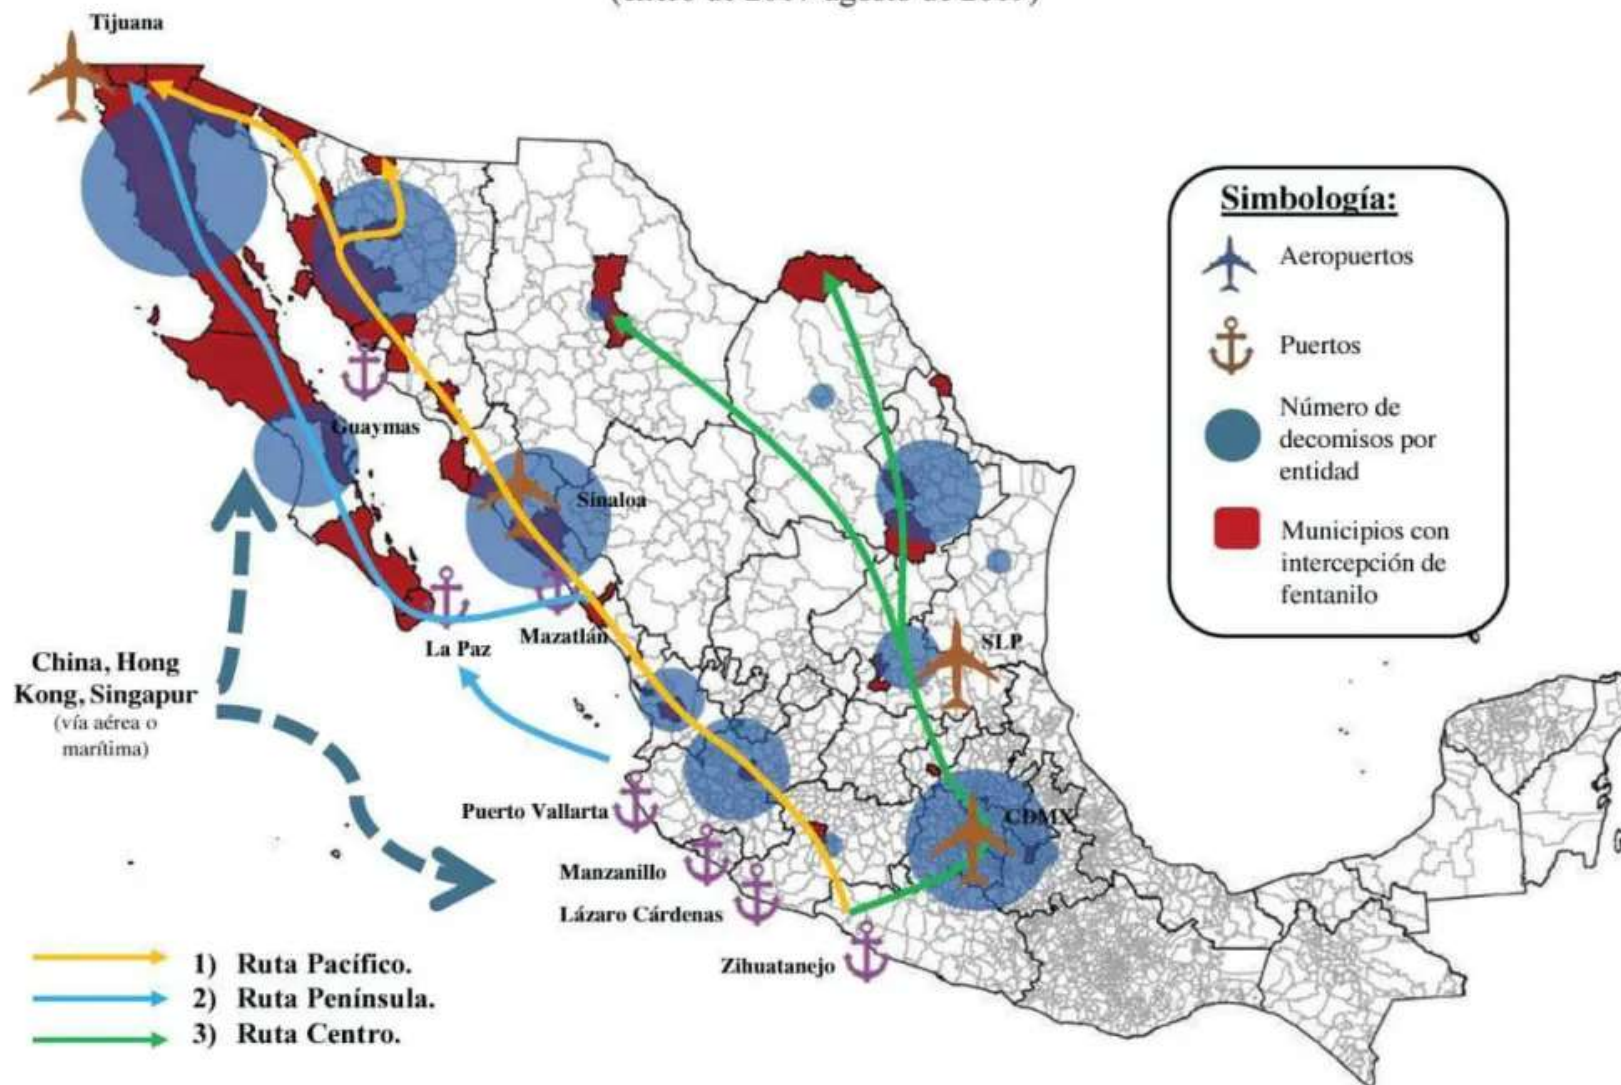 Tijuana
Simbología:
Aeropuertos
Puertos
Número de
decomisos por
entidad
Municipios con
intercepción de
fentanilo
Guaymas
Sinaloa
La Paz
Mazatlán
SLP
China, Hong
Kong, Singapur
(vía aérea o
marítima)
Puerto Vallarta
CDMX
Manzanillo
Lázaro Cárdenas
Zihuatanejo
1) Ruta Pacífico.
2) Ruta Península.
3) Ruta Centro.